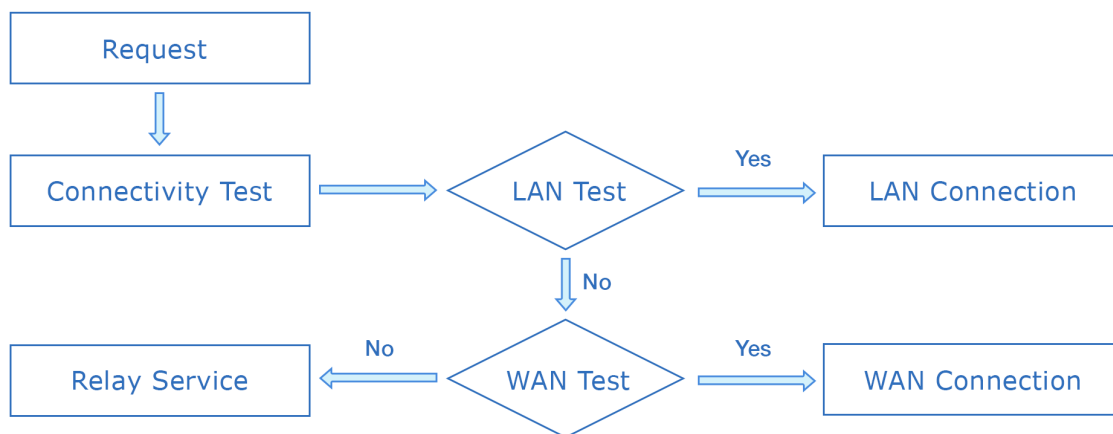 Request
Connectivity Test
LAN Test
Yes
LAN Connection
No
Relay Service
No
WAN Test
Yes
WAN Connection